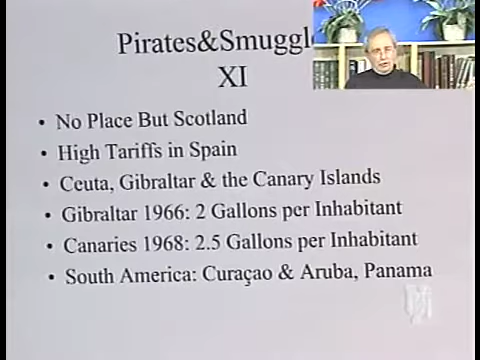 Pirates&Smuggl
XI
• No Place But Scotland
• High Tariffs in Spain
• Ceuta, Gibraltar & the Canary Islands
• Gibraltar 1966: 2 Gallons per Inhabitant
• Canaries 1968: 2.5 Gallons per Inhabitant
• South America: Curaçao & Aruba, Panama